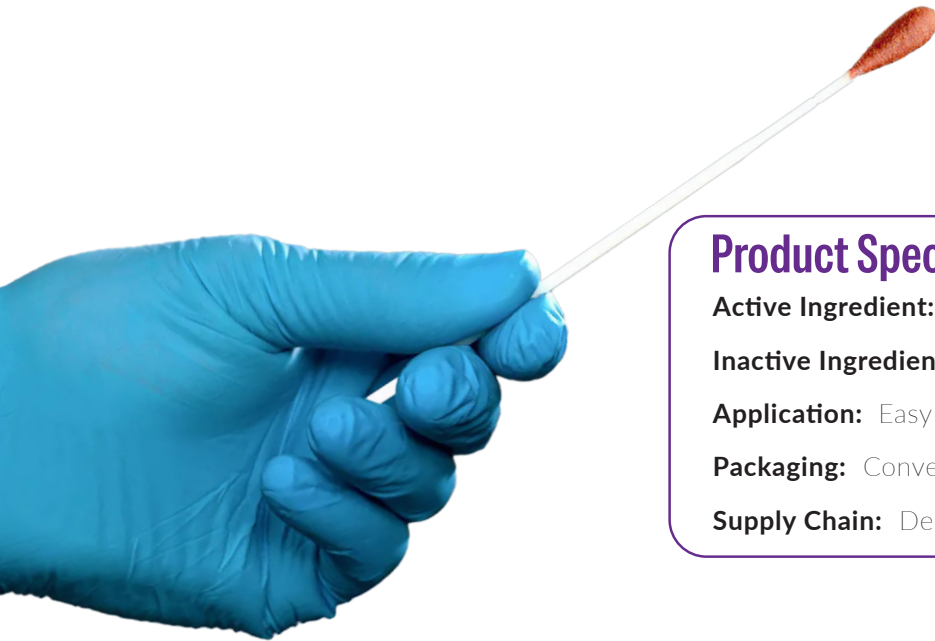 Product Spec
Active Ingredient:
Inactive Ingredien
Application: Easy
Packaging: Conve
Supply Chain: De